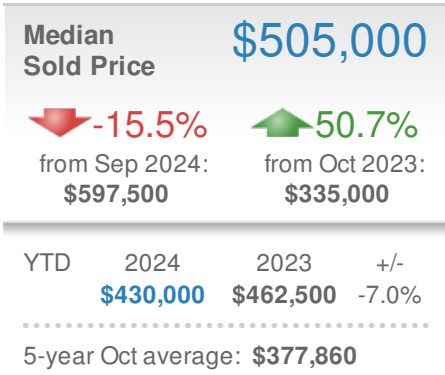 Median
Sold Price
$505,000
-15.5%
from Sep 2024:
$597,500
50.7%
from Oct 2023:
$335,000
YTD 2024 2023 +/-
$430,000 $462,500 -7.0%
5-year Oct average: $377,860